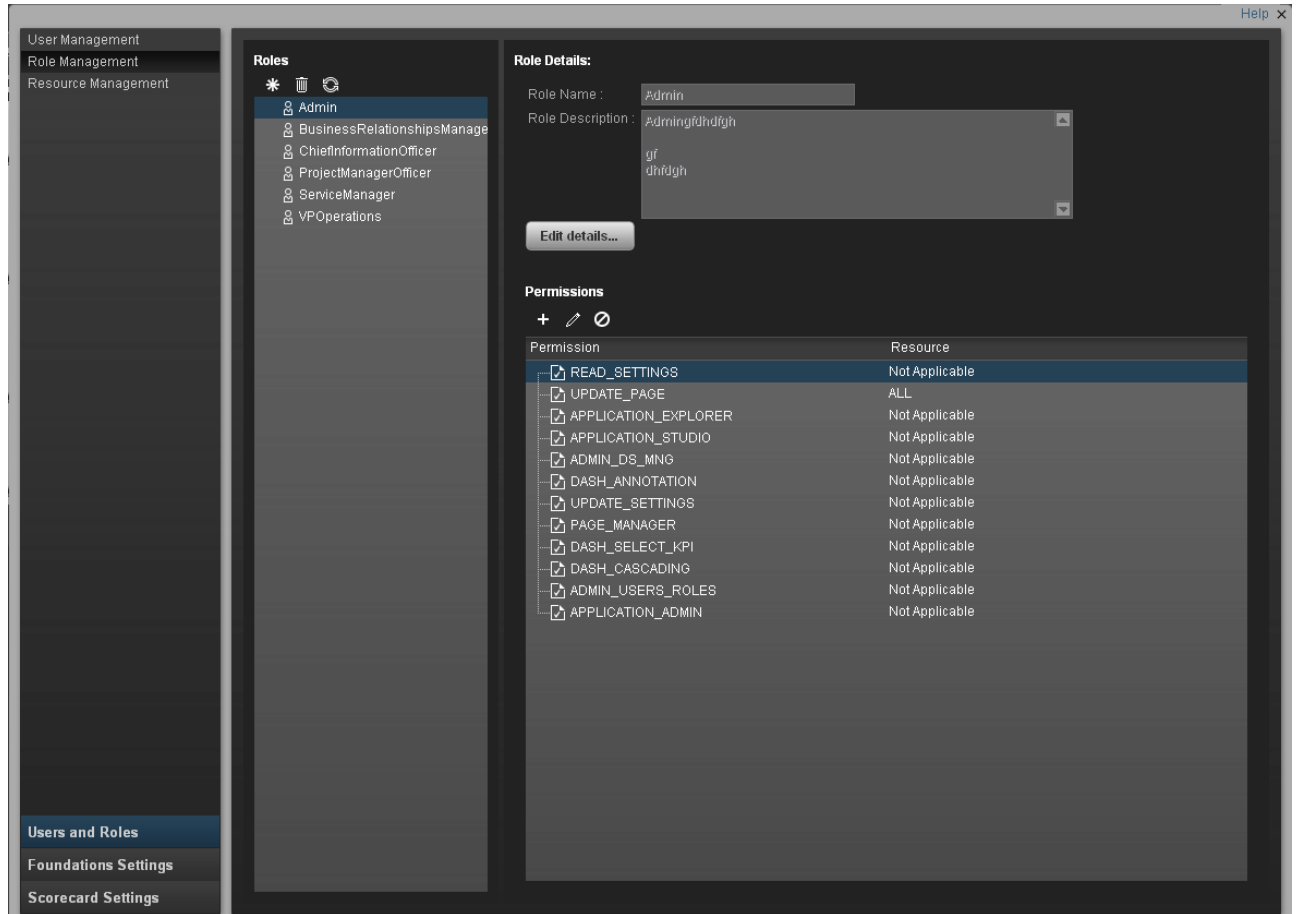 Help
User Management
Role Management
Resource Management
Users and Roles
Foundations Settings
Scorecard Settings
Roles
Admin
BusinessRelationshipsManage
ChiefInformationOfficer
ProjectManagerOfficer
ServiceManager
VPOperations
Role Details:
Role Name : Admin
Role Description : Admingfdhdfgh
gf
dhfdgh
Edit details...
Permissions
Permission Resource
READ_SETTINGS Not Applicable
UPDATE_PAGE ALL
APPLICATION_EXPLORER Not Applicable
APPLICATION_STUDIO Not Applicable
ADMIN_DS_MNG Not Applicable
DASH_ANNOTATION Not Applicable
UPDATE_SETTINGS Not Applicable
PAGE_MANAGER Not Applicable
DASH_SELECT_KPI Not Applicable
DASH_CASCADING Not Applicable
ADMIN_USERS_ROLES Not Applicable
APPLICATION_ADMIN Not Applicable